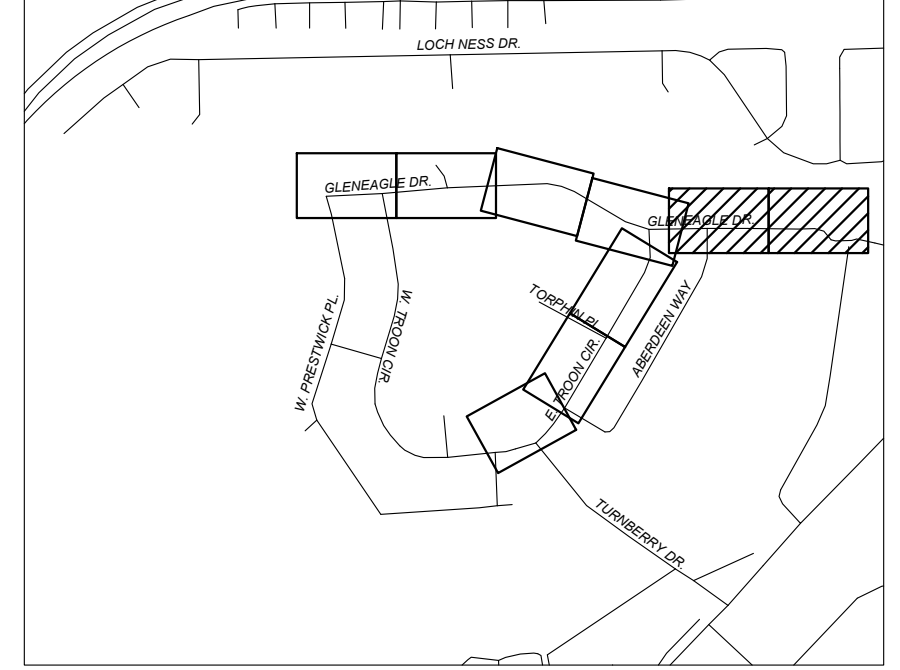 LOCH NESS DR.
GLENEAGLE DR.
GLENEAGLE DR.
TORPHIN PL.
W. PRESTWICK PL.
W. TROON CIR.
E. TROON CIR.
ABERDEEN WAY
TURNBERRY DR.